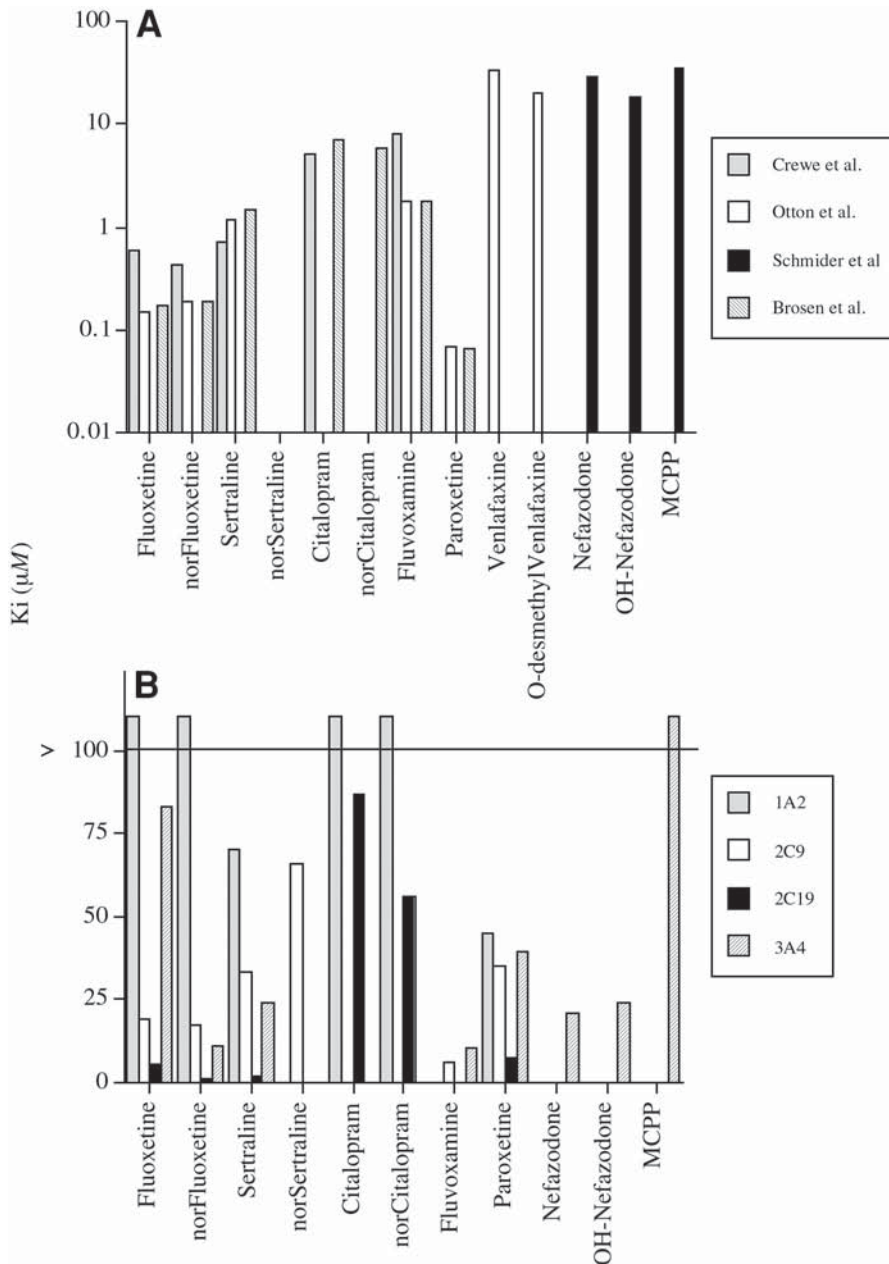 A
100
10
1
0.1
0.01
Crewe et al.
Otton et al.
Schmider et al
Brosen et al.
Fluoxetine
norFluoxetine
Sertraline
norSertraline
Citalopram
norCitalopram
Fluvoxamine
Paroxetine
Venlafaxine
O-desmethylVenlafaxine
Nefazodone
OH-Nefazodone
MCPP
Ki (μM)
B
> 100
75
50
25
0
1A2
2C9
2C19
3A4
Fluoxetine
norFluoxetine
Sertraline
norSertraline
Citalopram
norCitalopram
Fluvoxamine
Paroxetine
Nefazodone
OH-Nefazodone
MCPP